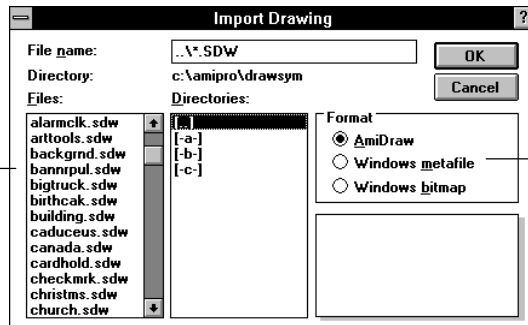 Import Drawing
?
File name:
..\*.SDW
OK
Directory:
c:\amipro\drawsym
Cancel
Files:
Directories:
alarmclk.sdw
arttools.sdw
backgrnd.sdw
bannrpul.sdw
bigtruck.sdw
birthcak.sdw
building.sdw
caduceus.sdw
canada.sdw
cardhold.sdw
checkmrk.sdw
christms.sdw
church.sdw
[..]
[-a-]
[-b-]
[-c-]
Format
AmiDraw
Windows metafile
Windows bitmap